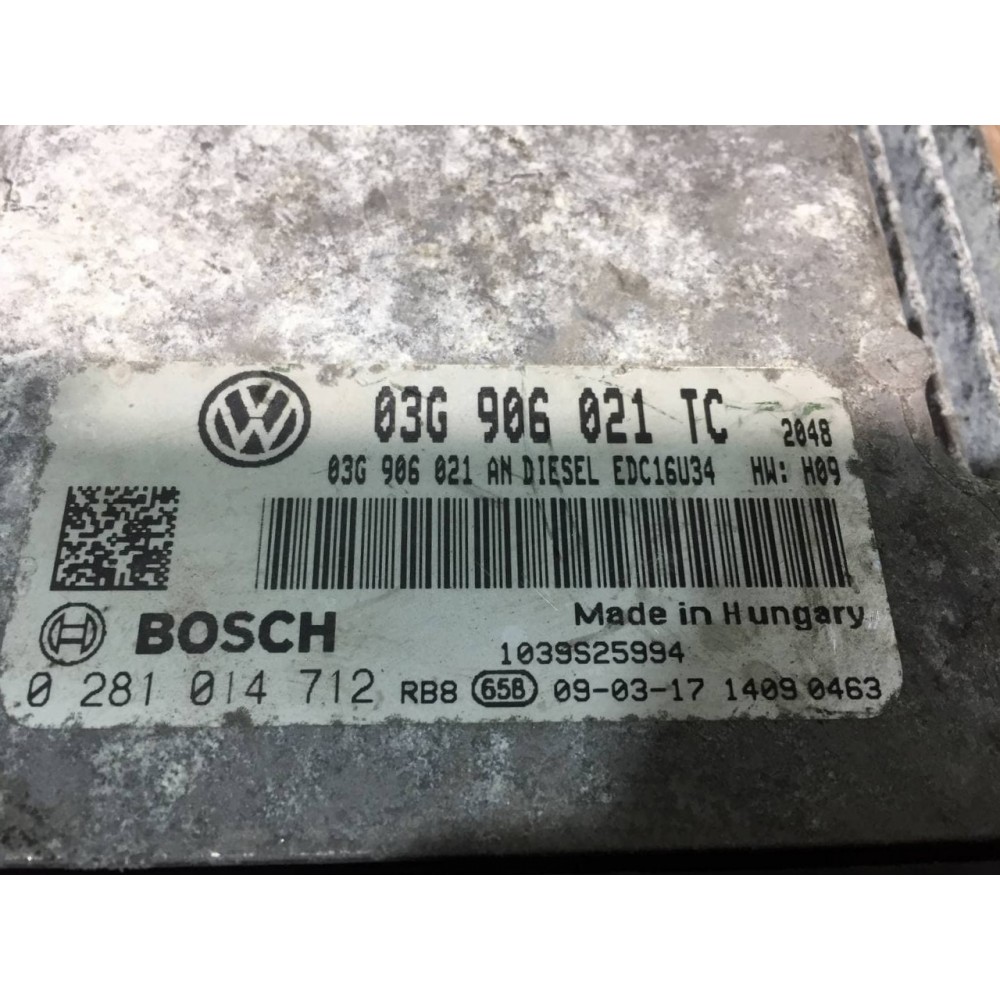 03G 906 021 TC 2048
03G 906 021 AN DIESEL EDC16U34 HW: H09
BOSCH
Made in Hungary
1039S25994
0 281 014 712 RB8 65B 09-03-17 1409 0463